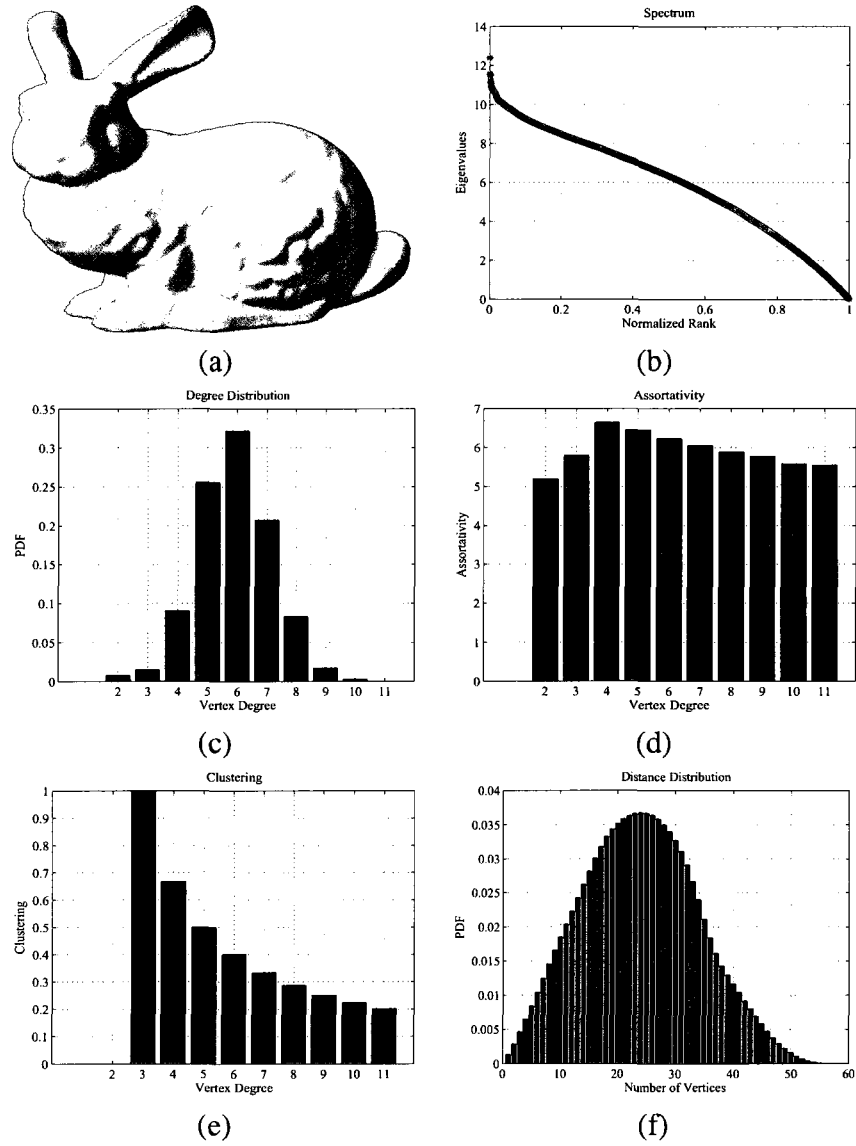 Spectrum
14
12
10
8
6
4
2
0
Eigenvalues
0 0.2 0.4 0.6 0.8 1
Normalized Rank
(a)
(b)
Degree Distribution
0.35
0.3
0.25
0.2
0.15
0.1
0.05
0
PDF
2 3 4 5 6 7 8 9 10 11
Vertex Degree
(c)
Assortativity
7
6
5
4
3
2
1
0
Assortativity
2 3 4 5 6 7 8 9 10 11
Vertex Degree
(d)
Clustering
1
0.9
0.8
0.7
0.6
0.5
0.4
0.3
0.2
0.1
0
Clustering
2 3 4 5 6 7 8 9 10 11
Vertex Degree
(e)
Distance Distribution
0.04
0.035
0.03
0.025
0.02
0.015
0.01
0.005
0
PDF
0 10 20 30 40 50 60
Number of Vertices
(f)